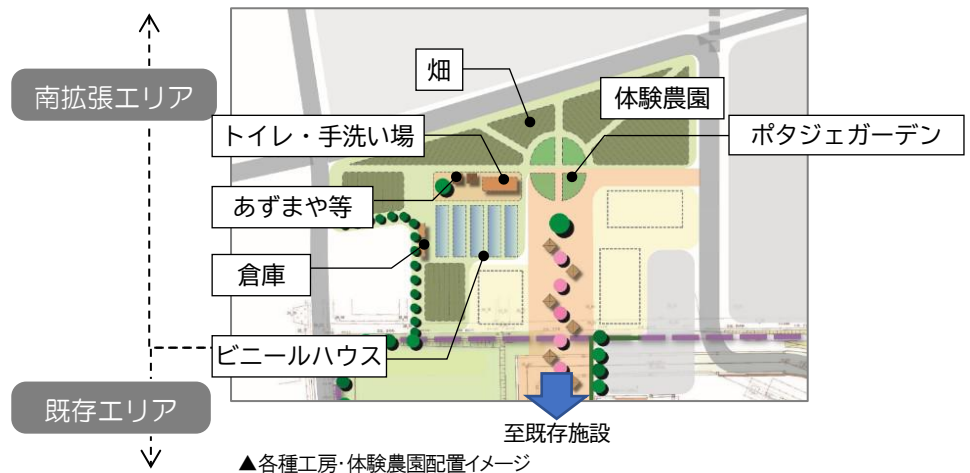 畑
南拡張エリア
体験農園
トイレ・手洗い場
ポタジェガーデン
あずまや等
倉庫
ビニールハウス
既存エリア
至既存施設
▲各種工房・体験農園配置イメージ